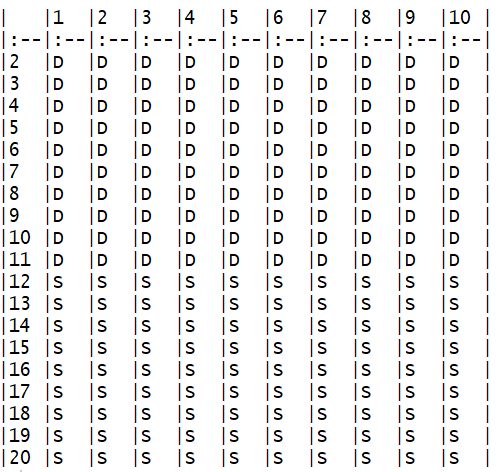 |   |1  |2  |3  |4  |5  |6  |7  |8  |9  |10 |
|:--|:--|:--|:--|:--|:--|:--|:--|:--|:--|:--|
|2  |D  |D  |D  |D  |D  |D  |D  |D  |D  |D  |
|3  |D  |D  |D  |D  |D  |D  |D  |D  |D  |D  |
|4  |D  |D  |D  |D  |D  |D  |D  |D  |D  |D  |
|5  |D  |D  |D  |D  |D  |D  |D  |D  |D  |D  |
|6  |D  |D  |D  |D  |D  |D  |D  |D  |D  |D  |
|7  |D  |D  |D  |D  |D  |D  |D  |D  |D  |D  |
|8  |D  |D  |D  |D  |D  |D  |D  |D  |D  |D  |
|9  |D  |D  |D  |D  |D  |D  |D  |D  |D  |D  |
|10 |D  |D  |D  |D  |D  |D  |D  |D  |D  |D  |
|11 |D  |D  |D  |D  |D  |D  |D  |D  |D  |D  |
|12 |S  |S  |S  |S  |S  |S  |S  |S  |S  |S  |
|13 |S  |S  |S  |S  |S  |S  |S  |S  |S  |S  |
|14 |S  |S  |S  |S  |S  |S  |S  |S  |S  |S  |
|15 |S  |S  |S  |S  |S  |S  |S  |S  |S  |S  |
|16 |S  |S  |S  |S  |S  |S  |S  |S  |S  |S  |
|17 |S  |S  |S  |S  |S  |S  |S  |S  |S  |S  |
|18 |S  |S  |S  |S  |S  |S  |S  |S  |S  |S  |
|19 |S  |S  |S  |S  |S  |S  |S  |S  |S  |S  |
|20 |S  |S  |S  |S  |S  |S  |S  |S  |S  |S  |